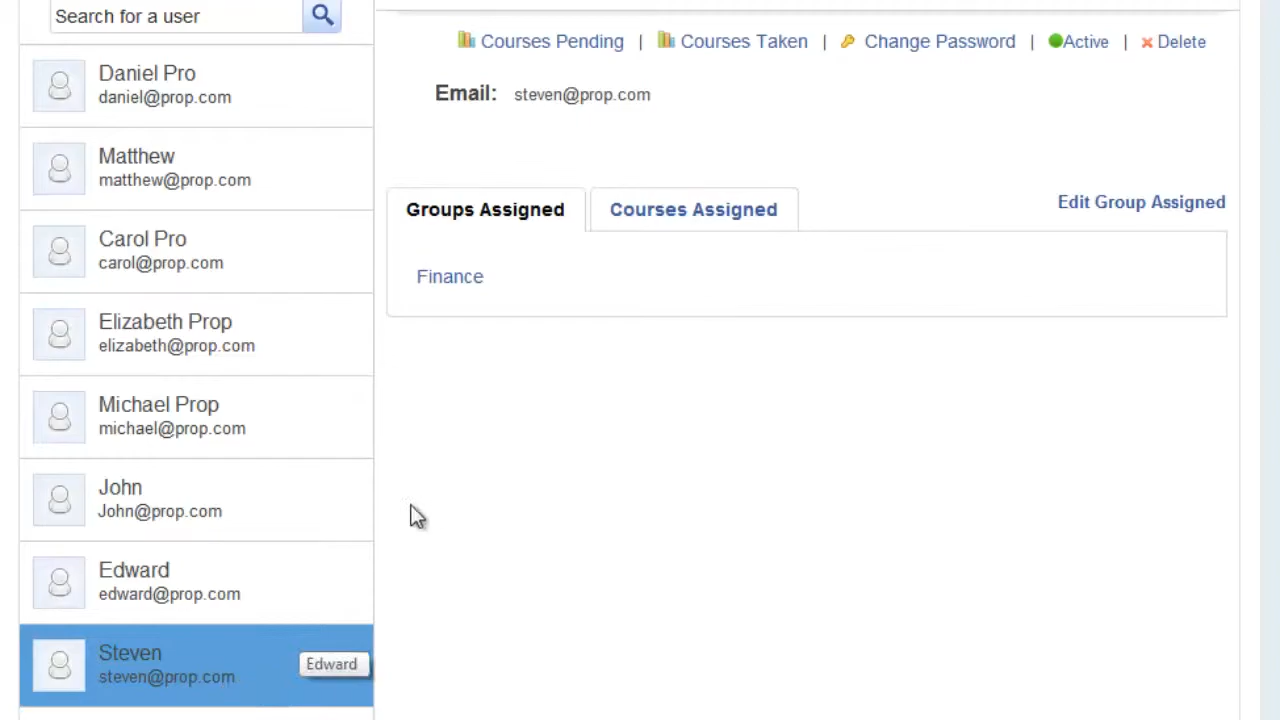 Search for a user
Daniel Pro
daniel@prop.com
Matthew
matthew@prop.com
Carol Pro
carol@prop.com
Elizabeth Prop
elizabeth@prop.com
Michael Prop
michael@prop.com
John
John@prop.com
Edward
edward@prop.com
Steven
steven@prop.com
Edward
Courses Pending | Courses Taken | Change Password | Active | Delete
Email: steven@prop.com
Groups Assigned Courses Assigned Edit Group Assigned
Finance